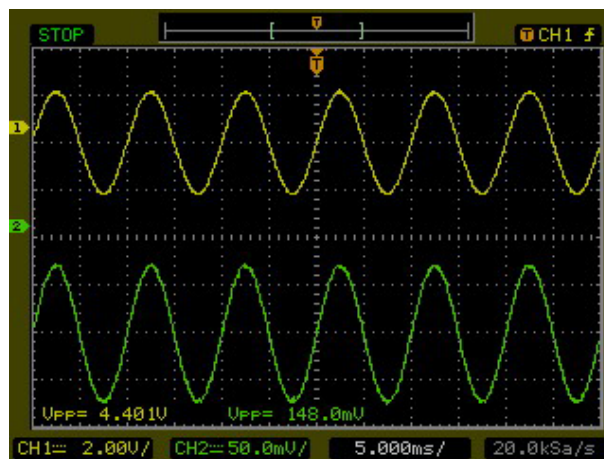 STOP
T
T CH1
T
1
2
VPP= 4.401V VPP= 148.0mV
CH1 2.00V/ CH2 50.0mV/ 5.000ms/ 20.0kSa/s